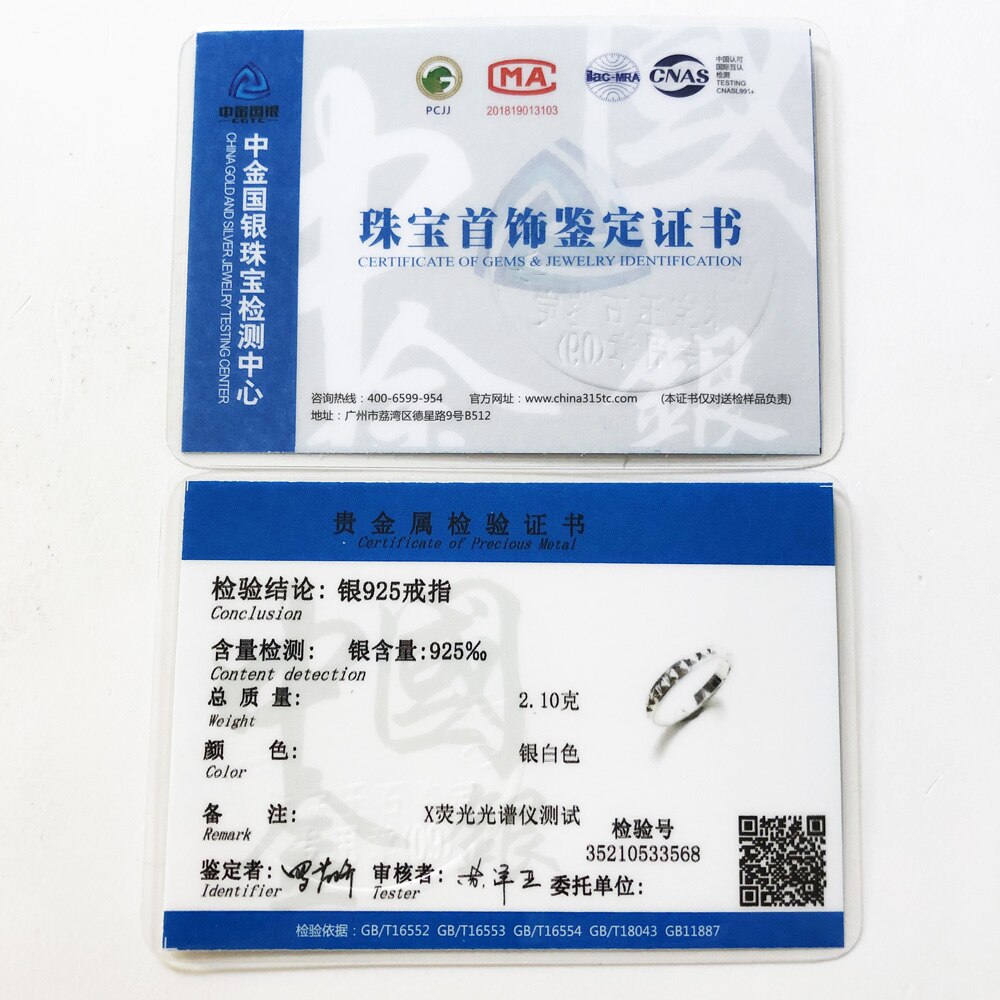 中金国银
CGTC
中金国银珠宝检测中心
CHINA GOLD AND SILVER JEWELRY TESTING CENTER
PCJJ
MA
201819013103
ilac-MRA
CNAS
中国认可
国际互认
检测
TESTING
珠宝首饰鉴定证书
CERTIFICATE OF GEMS & JEWELRY IDENTIFICATION
咨询热线：400-6599-954 官方网址：www.china315tc.com (本证书仅对送检样品负责)
地址：广州市荔湾区德星路9号B512
贵金属检验证书
Certificate of Precious Metal
检验结论: 银925戒指
Conclusion
含量检测: 银含量:925‰
Content detection
总质量: 2.10克
Weight
颜色: 银白色
Color
备注: X荧光光谱仪测试
Remark
检验号
35210533568
鉴定者: 审核者: 委托单位:
Identifier Tester
检验依据：GB/T16552 GB/T16553 GB/T16554 GB/T18043 GB11887